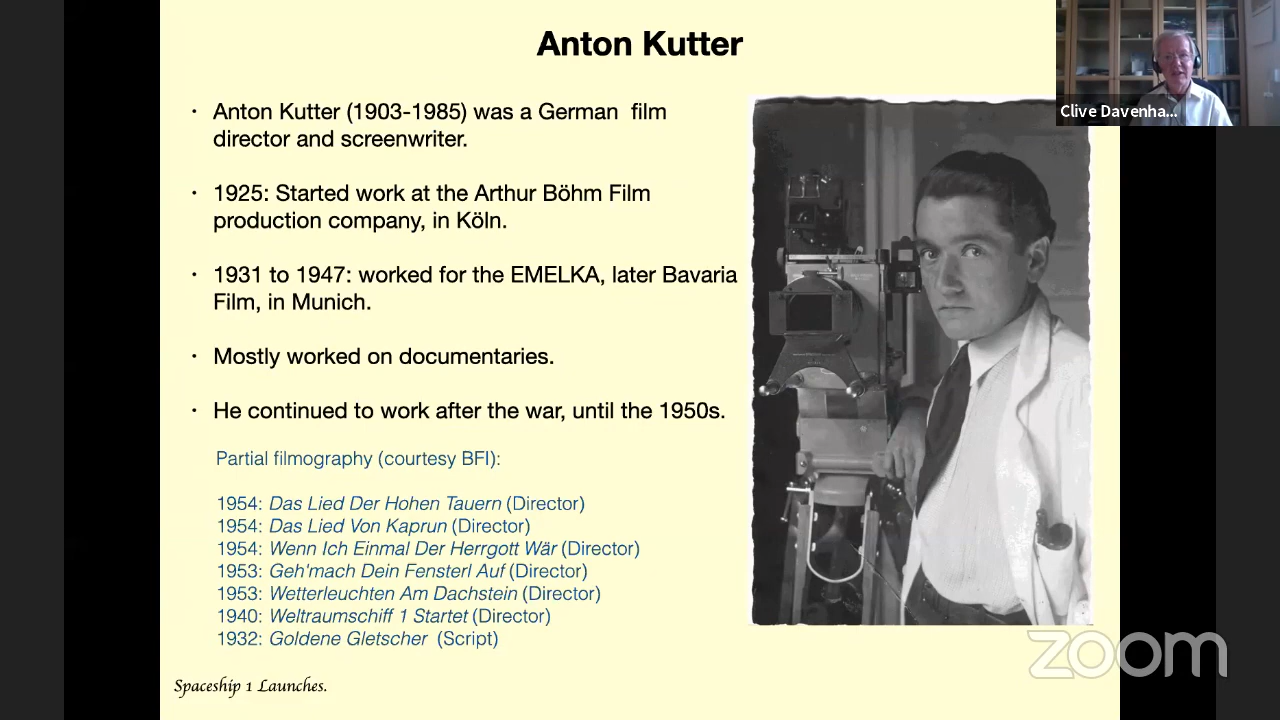 Anton Kutter
Clive Davenha...
· Anton Kutter (1903-1985) was a German film
director and screenwriter.
· 1925: Started work at the Arthur Böhm Film
production company, in Köln.
· 1931 to 1947: worked for the EMELKA, later Bavaria
Film, in Munich.
· Mostly worked on documentaries.
· He continued to work after the war, until the 1950s.
Partial filmography (courtesy BFI):
1954: Das Lied Der Hohen Tauern (Director)
1954: Das Lied Von Kaprun (Director)
1954: Wenn Ich Einmal Der Herrgott Wär (Director)
1953: Geh'mach Dein Fensterl Auf (Director)
1953: Wetterleuchten Am Dachstein (Director)
1940: Weltraumschiff 1 Startet (Director)
1932: Goldene Gletscher (Script)
Spaceship 1 Launches.
zoom